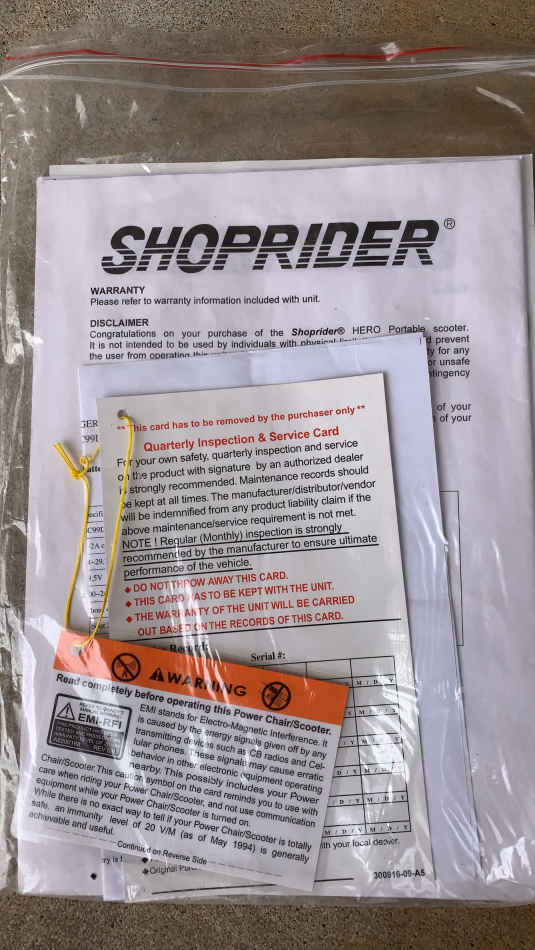 SHOPRIDER®
WARRANTY
Please refer to warranty information included with unit.
DISCLAIMER
Congratulations on your purchase of the Shoprider® HERO Portable scooter.
It is not intended to be used by individuals with physical prevent
the user from operating this for any
or unsafe
of your
of your
** This card has to be removed by the purchaser only **
Quarterly Inspection & Service Card
For your own safety, quarterly inspection and service
on the product with signature by an authorized dealer
is strongly recommended. Maintenance records should
be kept at all times. The manufacturer/distributor/vendor
will be indemnified from any product liability claim if the
above maintenance/service requirement is not met.
NOTE ! Regular (Monthly) inspection is strongly
recommended by the manufacturer to ensure ultimate
performance of the vehicle.
◆ DO NOT THROW AWAY THIS CARD.
◆ THIS CARD HAS TO BE KEPT WITH THE UNIT.
◆ THE WARRANTY OF THE UNIT WILL BE CARRIED
OUT BASED ON THE RECORDS OF THIS CARD.
Record: Serial #:
M / D / Y
M / D / Y M / D / Y
M / D / Y M / D / Y
M / D / Y M / D / Y
with your local dealer.
◆Original
300816-09-A5
WARNING
Read completely before operating this Power Chair/Scooter.
EMI-RFI
EMI stands for Electro-Magnetic Interference. It
is caused by the energy signals given off by any
transmitting devices such as CB radios and Cel-
lular phones. These signals may cause erratic
behavior in other electronic equipment operating
nearby. This possibly includes your Power
Chair/Scooter.This caution symbol on the card reminds you to use with
care when riding your Power Chair/Scooter, and not use communication
equipment while your Power Chair/Scooter is turned on.
While there is no exact way to tell if your Power Chair/Scooter is totally
safe, an immunity level of 20 V/M (as of May 1994) is generally
achievable and useful.
Continued on Reverse Side